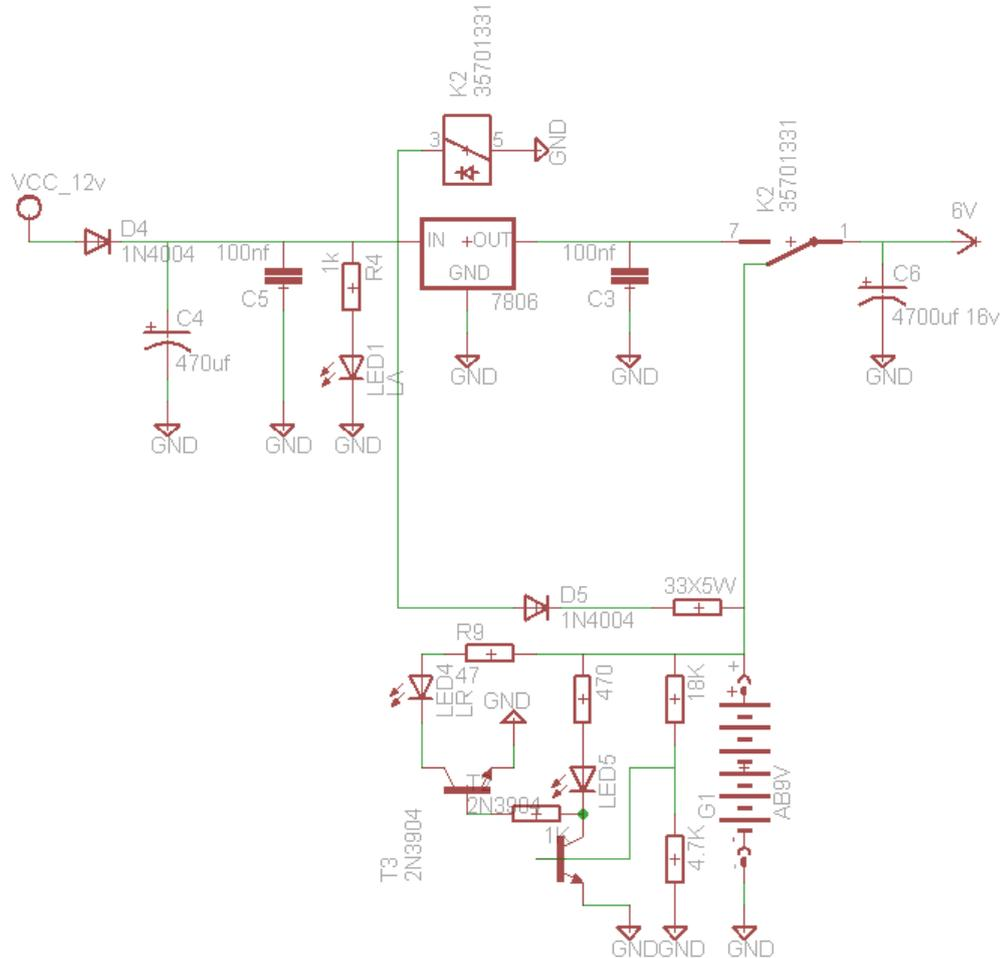 K2
35701331
3
5
GND
VCC_12v
K2
35701331
6V
D4
1N4004
100nf
C5
1k
R4
IN
OUT
GND
7806
100nf
C3
7
1
C6
4700uf 16v
C4
470uf
LED1
LA
GND
GND
GND
GND
GND
GND
D5
1N4004
33X5W
R9
47
LED4
LR
GND
470
18K
LED5
2N3904
1K
T3
2N3904
4.7K
G1
AB9V
GND
GND
GND